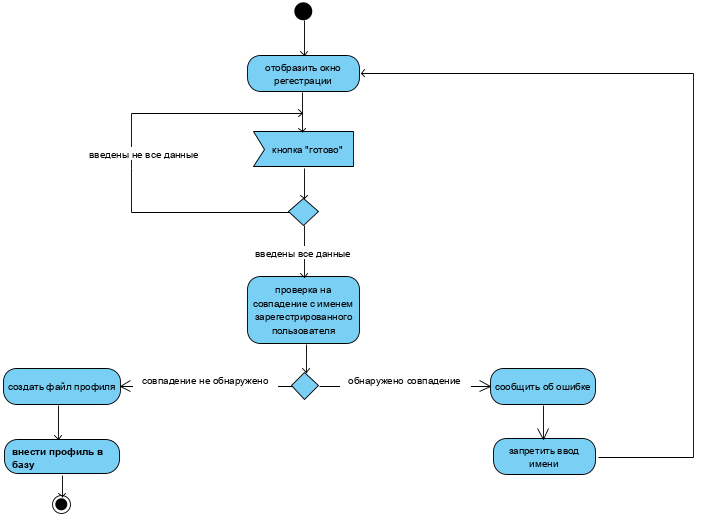 отобразить окно
регестрации
кнопка "готово"
введены не все данные
введены все данные
проверка на
совпадение с именем
зарегестрированного
пользователя
совпадение не обнаружено
обнаружено совпадение
создать файл профиля
сообщить об ошибке
внести профиль в
базу
запретить ввод
имени